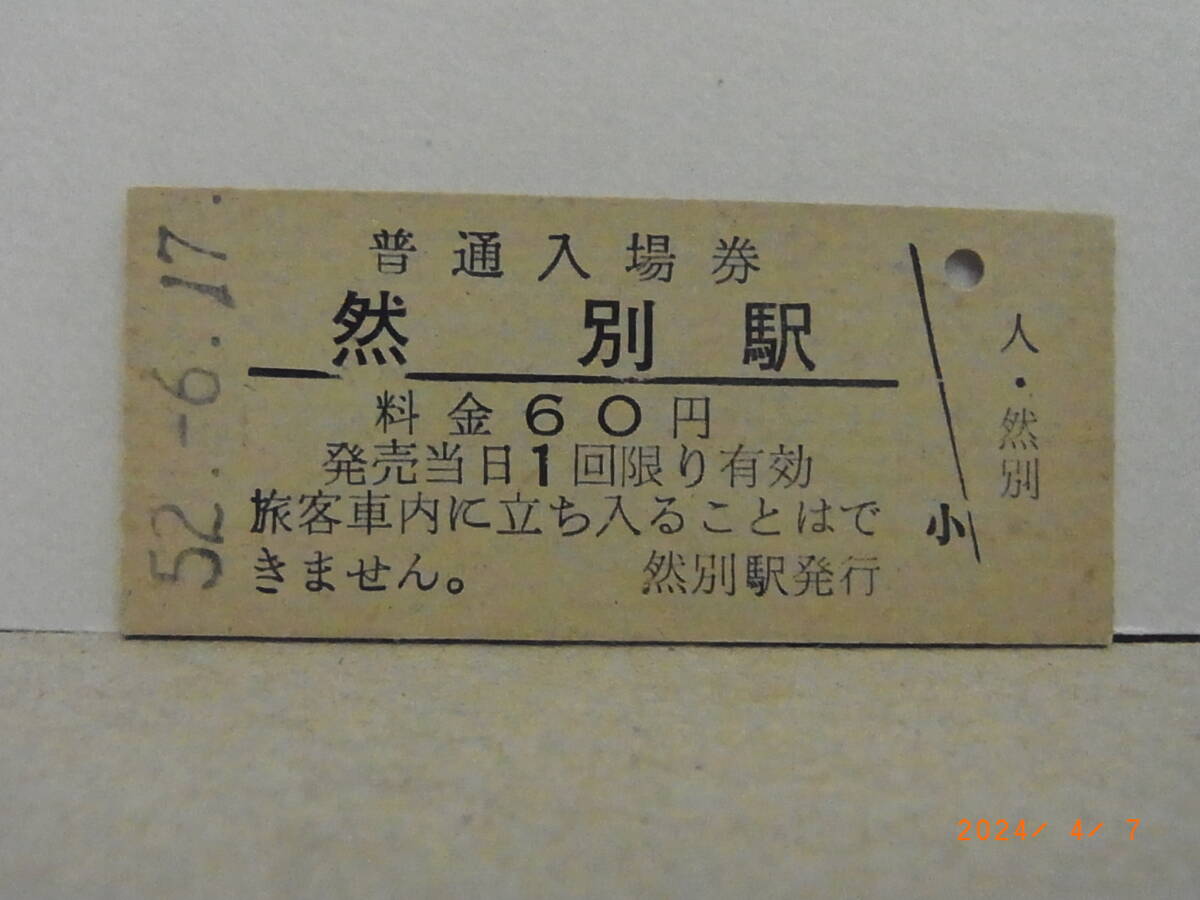 52.-6.17.
普通入場券
然別駅
料金60円
発売当日1回限り有効
旅客車内に立ち入ることはで
きません。 然別駅発行
小
人・然別
2024/ 4/ 7